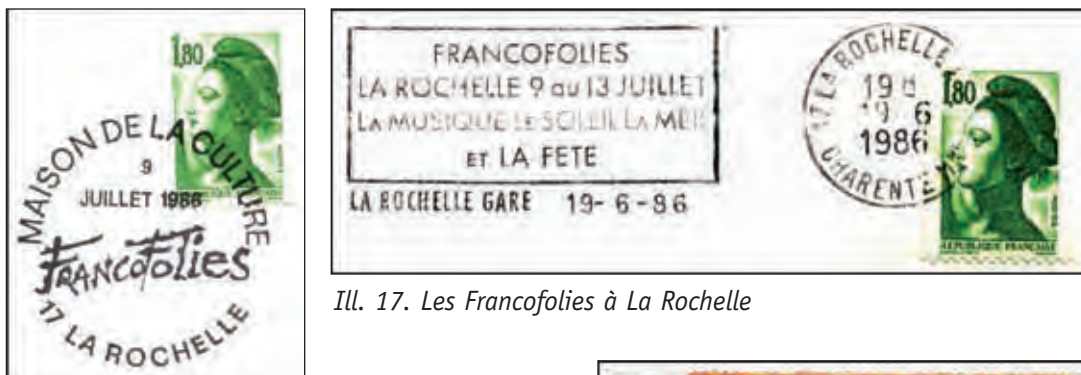 1,80
MAISON DE LA CULTURE
9
JUILLET 1986
FRANCOFOLIES
17 LA ROCHELLE
FRANCOFOLIES
LA ROCHELLE 9 au 13 JUILLET
LA MUSIQUE LE SOLEIL LA MER
ET LA FETE
LA ROCHELLE GARE 19-6-86
17 LA ROCHELLE
19
19 6
1986
CHARENTE
1,80
REPUBLIQUE FRANCAISE
Ill. 17. Les Francofolies à La Rochelle